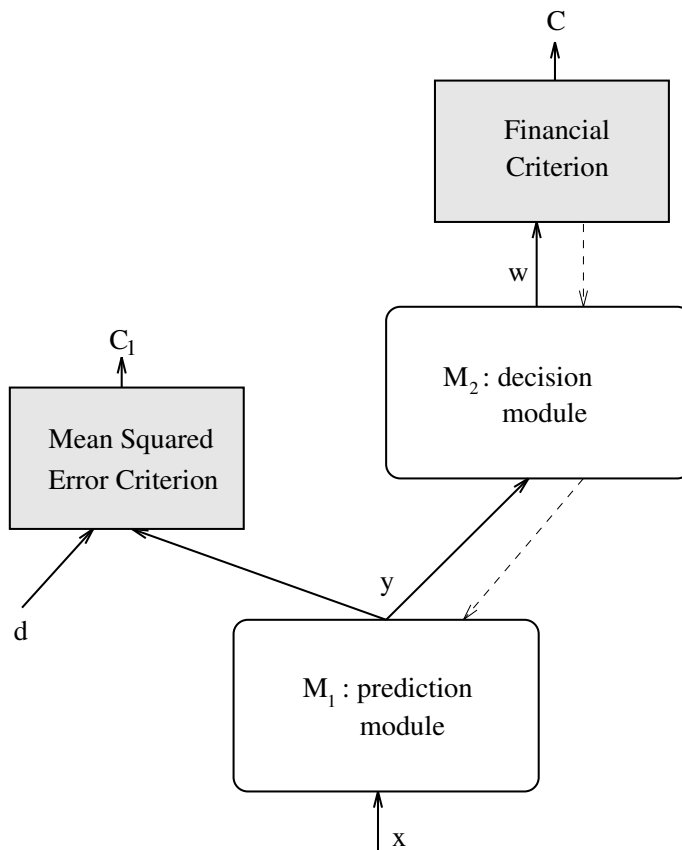 C
Financial
Criterion
w
C1
M2 : decision
module
Mean Squared
Error Criterion
y
d
M1 : prediction
module
x